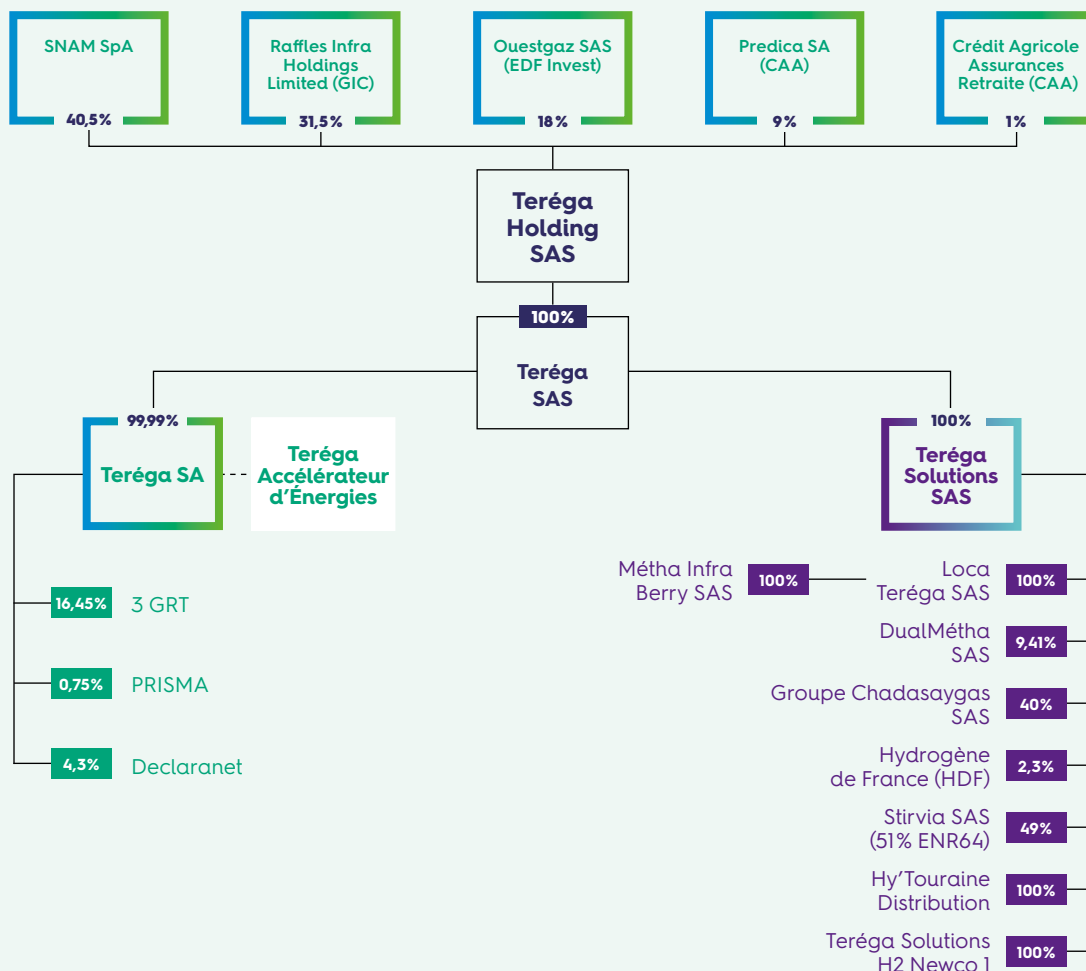 SNAM SpA
40,5%
Raffles Infra
Holdings
Limited (GIC)
31,5%
Ouestgaz SAS
(EDF Invest)
18%
Predica SA
(CAA)
9%
Crédit Agricole
Assurances
Retraite (CAA)
1%
Teréga
Holding
SAS
100%
Teréga
SAS
99,99%
Teréga SA
Teréga
Accélérateur
d'Énergies
100%
Teréga
Solutions
SAS
16,45% 3 GRT
0,75% PRISMA
4,3% Declaranet
Métha Infra
Berry SAS
100%
Loca
Teréga SAS
100%
DualMétha
SAS
9,41%
Groupe Chadasaygas
SAS
40%
Hydrogène
de France (HDF)
2,3%
Stirvia SAS
(51% ENR64)
49%
Hy'Touraine
Distribution
100%
Teréga Solutions
H2 Newco 1
100%